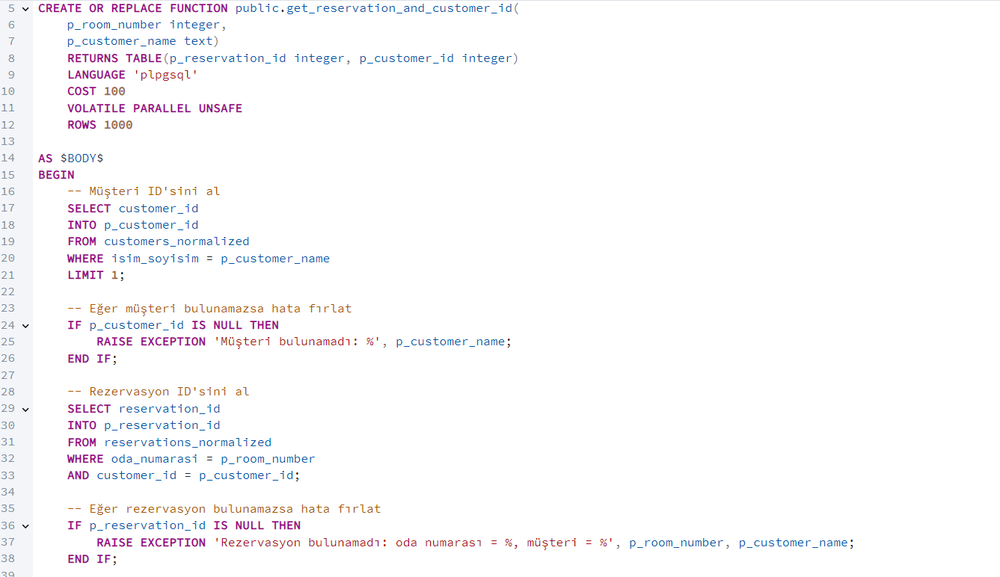 5 CREATE OR REPLACE FUNCTION public.get_reservation_and_customer_id(
6 p_room_number integer,
7 p_customer_name text)
8 RETURNS TABLE(p_reservation_id integer, p_customer_id integer)
9 LANGUAGE 'plpgsql'
10 COST 100
11 VOLATILE PARALLEL UNSAFE
12 ROWS 1000
13
14 AS $BODY$
15 BEGIN
16 -- Müşteri ID'sini al
17 SELECT customer_id
18 INTO p_customer_id
19 FROM customers_normalized
20 WHERE isim_soyisim = p_customer_name
21 LIMIT 1;
22
23 -- Eğer müşteri bulunamazsa hata fırlat
24 IF p_customer_id IS NULL THEN
25 RAISE EXCEPTION 'Müşteri bulunamadı: %', p_customer_name;
26 END IF;
27
28 -- Rezervasyon ID'sini al
29 SELECT reservation_id
30 INTO p_reservation_id
31 FROM reservations_normalized
32 WHERE oda_numarasi = p_room_number
33 AND customer_id = p_customer_id;
34
35 -- Eğer rezervasyon bulunamazsa hata fırlat
36 IF p_reservation_id IS NULL THEN
37 RAISE EXCEPTION 'Rezervasyon bulunamadı: oda numarası = %, müşteri = %', p_room_number, p_customer_name;
38 END IF;
39